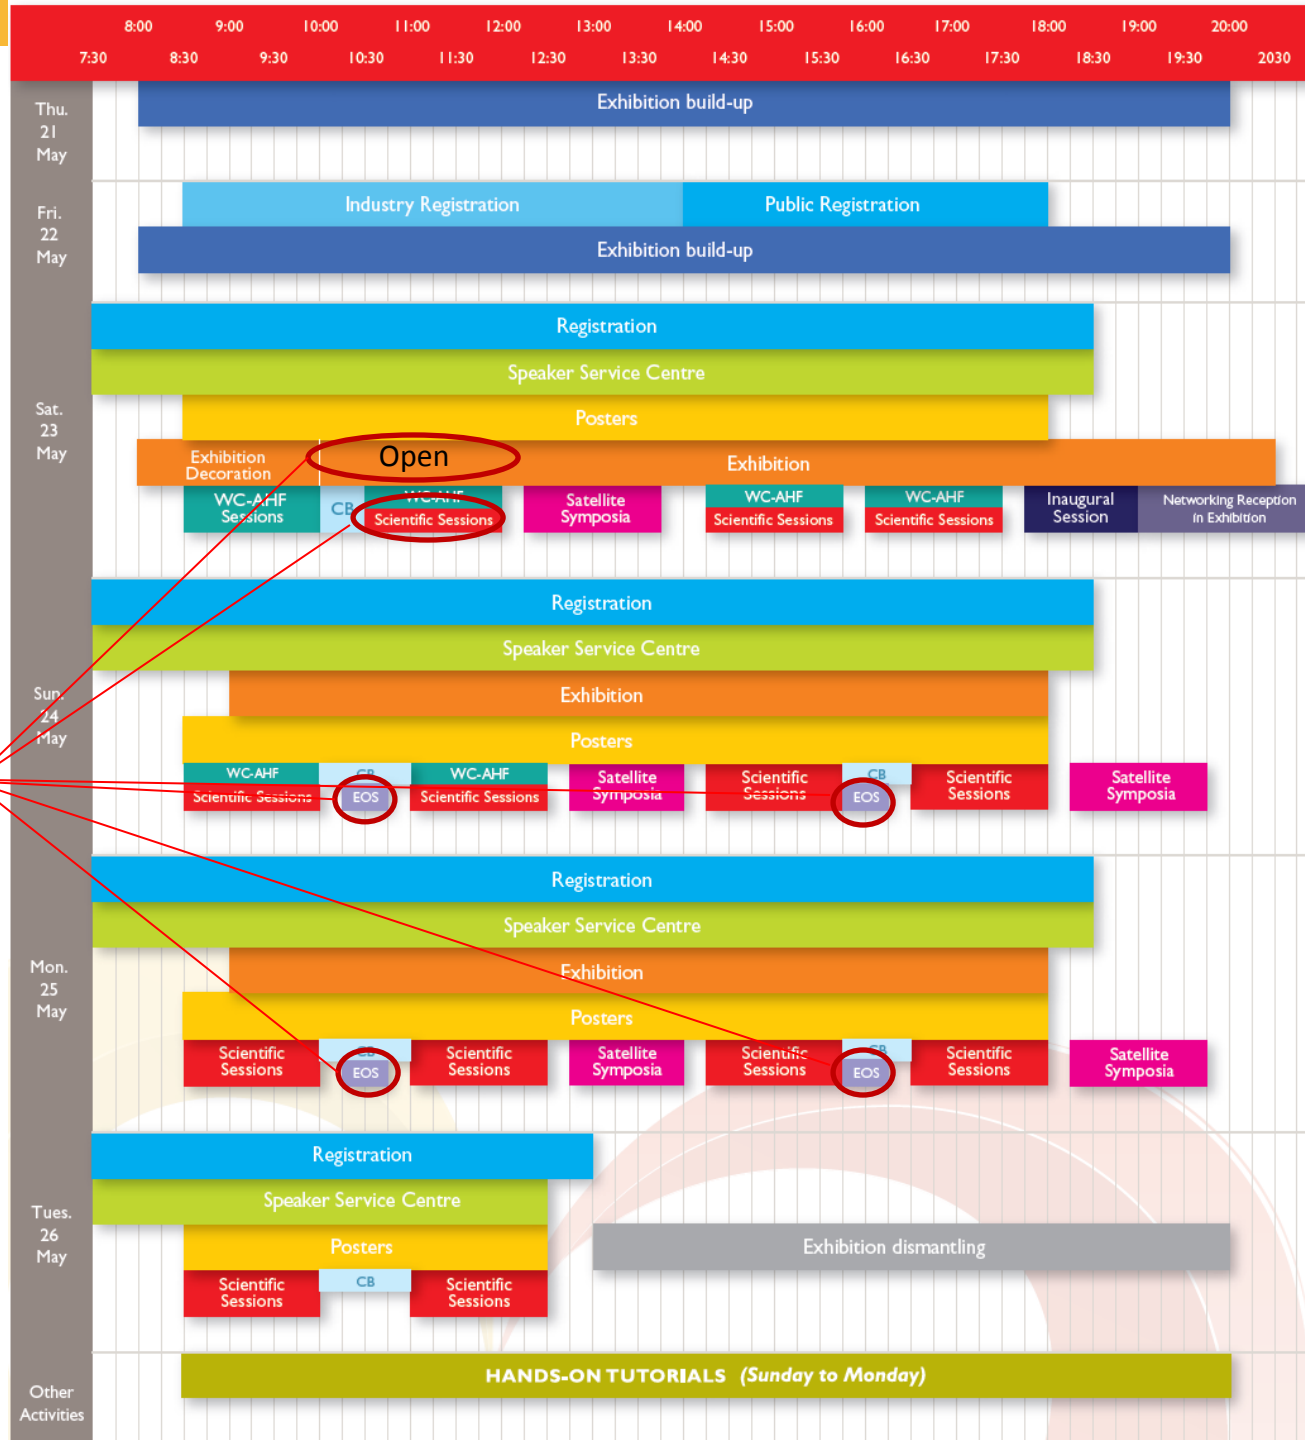 8:00 9:00 10:00 11:00 12:00 13:00 14:00 15:00 16:00 17:00 18:00 19:00 20:00
7:30 8:30 9:30 10:30 11:30 12:30 13:30 14:30 15:30 16:30 17:30 18:30 19:30 2030
Thu.
21
May
Exhibition build-up
Fri.
22
May
Industry Registration Public Registration
Exhibition build-up
Sat.
23
May
Registration
Speaker Service Centre
Posters
Exhibition
Decoration
Open
Exhibition
WC-AHF
Sessions
CB
WC-AHF
Scientific Sessions
Satellite
Symposia
WC-AHF
Scientific Sessions
WC-AHF
Scientific Sessions
Inaugural
Session
Networking Reception
in Exhibition
Sun.
24
May
Registration
Speaker Service Centre
Exhibition
Posters
WC-AHF
Scientific Sessions
CB
EOS
WC-AHF
Scientific Sessions
Satellite
Symposia
Scientific
Sessions
CB
EOS
Scientific
Sessions
Satellite
Symposia
Mon.
25
May
Registration
Speaker Service Centre
Exhibition
Posters
Scientific
Sessions
CB
EOS
Scientific
Sessions
Satellite
Symposia
Scientific
Sessions
CB
EOS
Scientific
Sessions
Satellite
Symposia
Tues.
26
May
Registration
Speaker Service Centre
Posters
Exhibition dismantling
Scientific
Sessions
CB
Scientific
Sessions
Other
Activities
HANDS-ON TUTORIALS (Sunday to Monday)